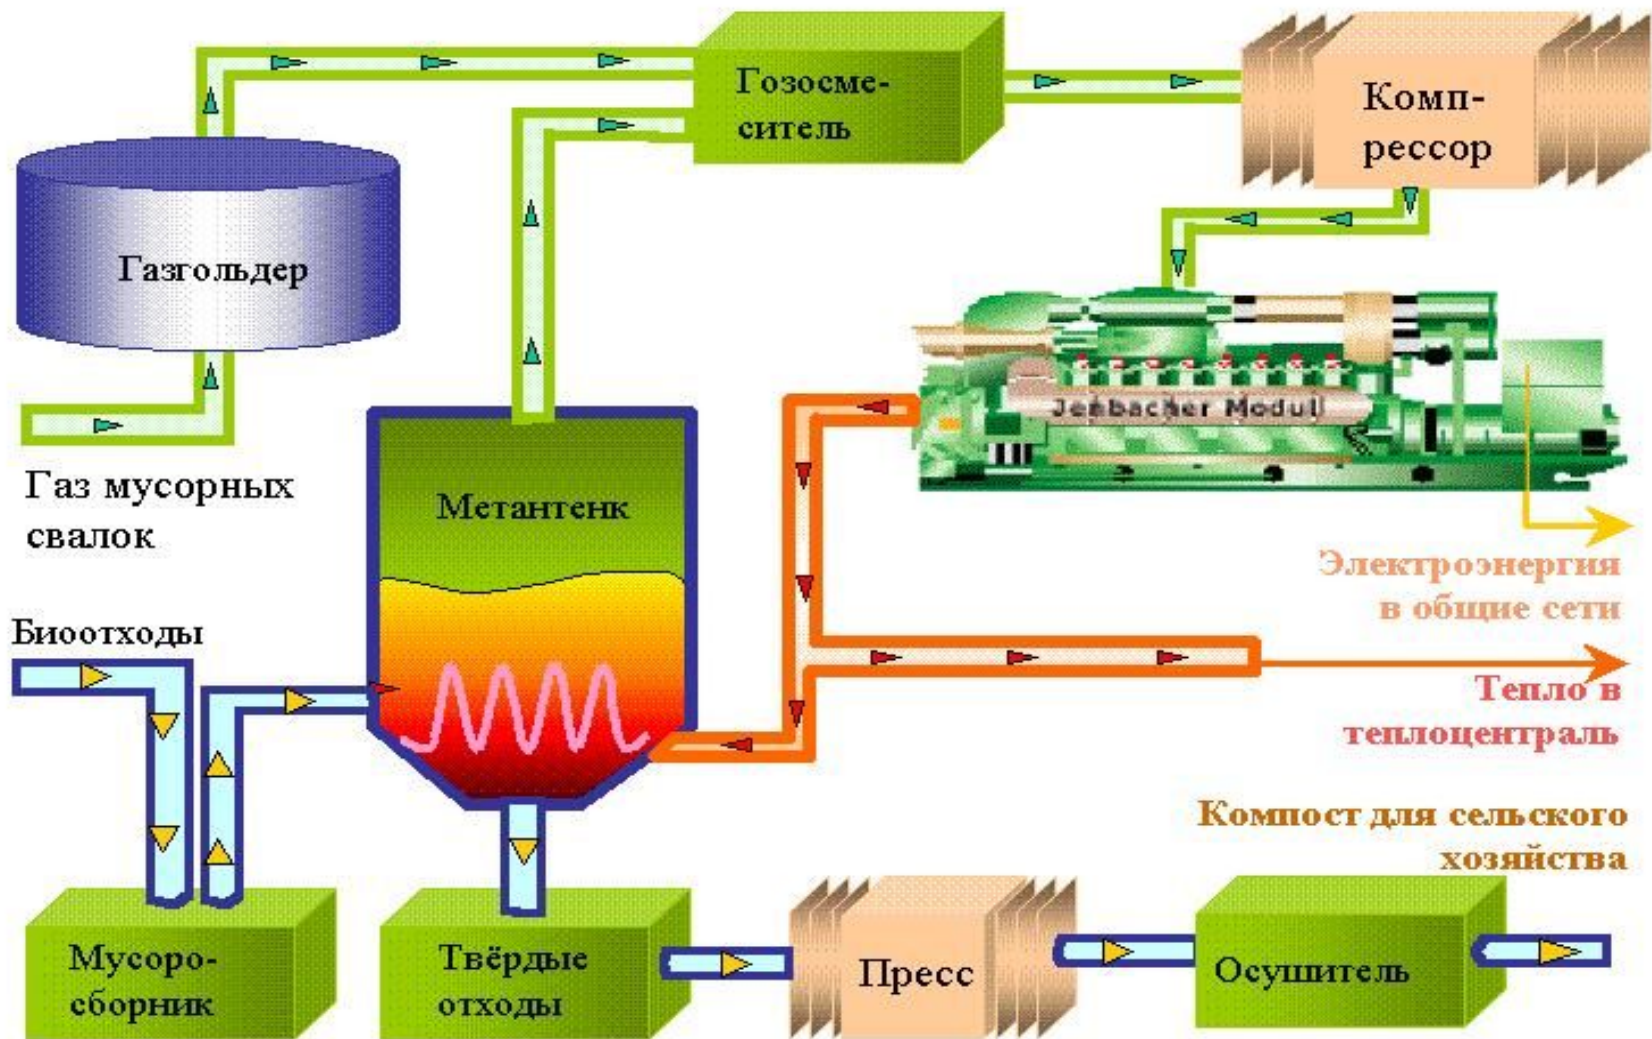 Гозосме-
ситель
Комп-
рессор
Газгольдер
Jenbacher Modul
Газ мусорных
свалок
Метантенк
Электроэнергия
в общие сети
Биоотходы
Тепло в
теплоцентраль
Компост для сельского
хозяйства
Мусоро-
сборник
Твёрдые
отходы
Пресс
Осушитель